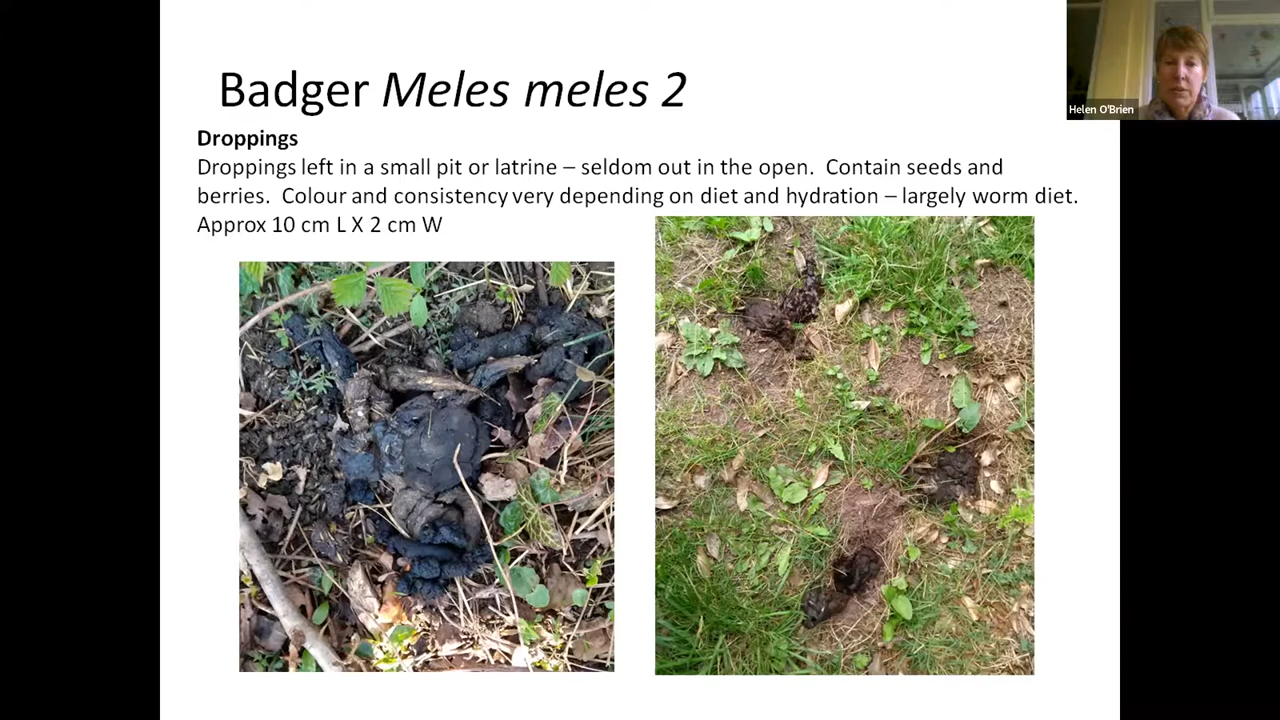 Badger Meles meles 2
Helen O'Brien
Droppings
Droppings left in a small pit or latrine – seldom out in the open.  Contain seeds and
berries.  Colour and consistency very depending on diet and hydration – largely worm diet.
Approx 10 cm L X 2 cm W